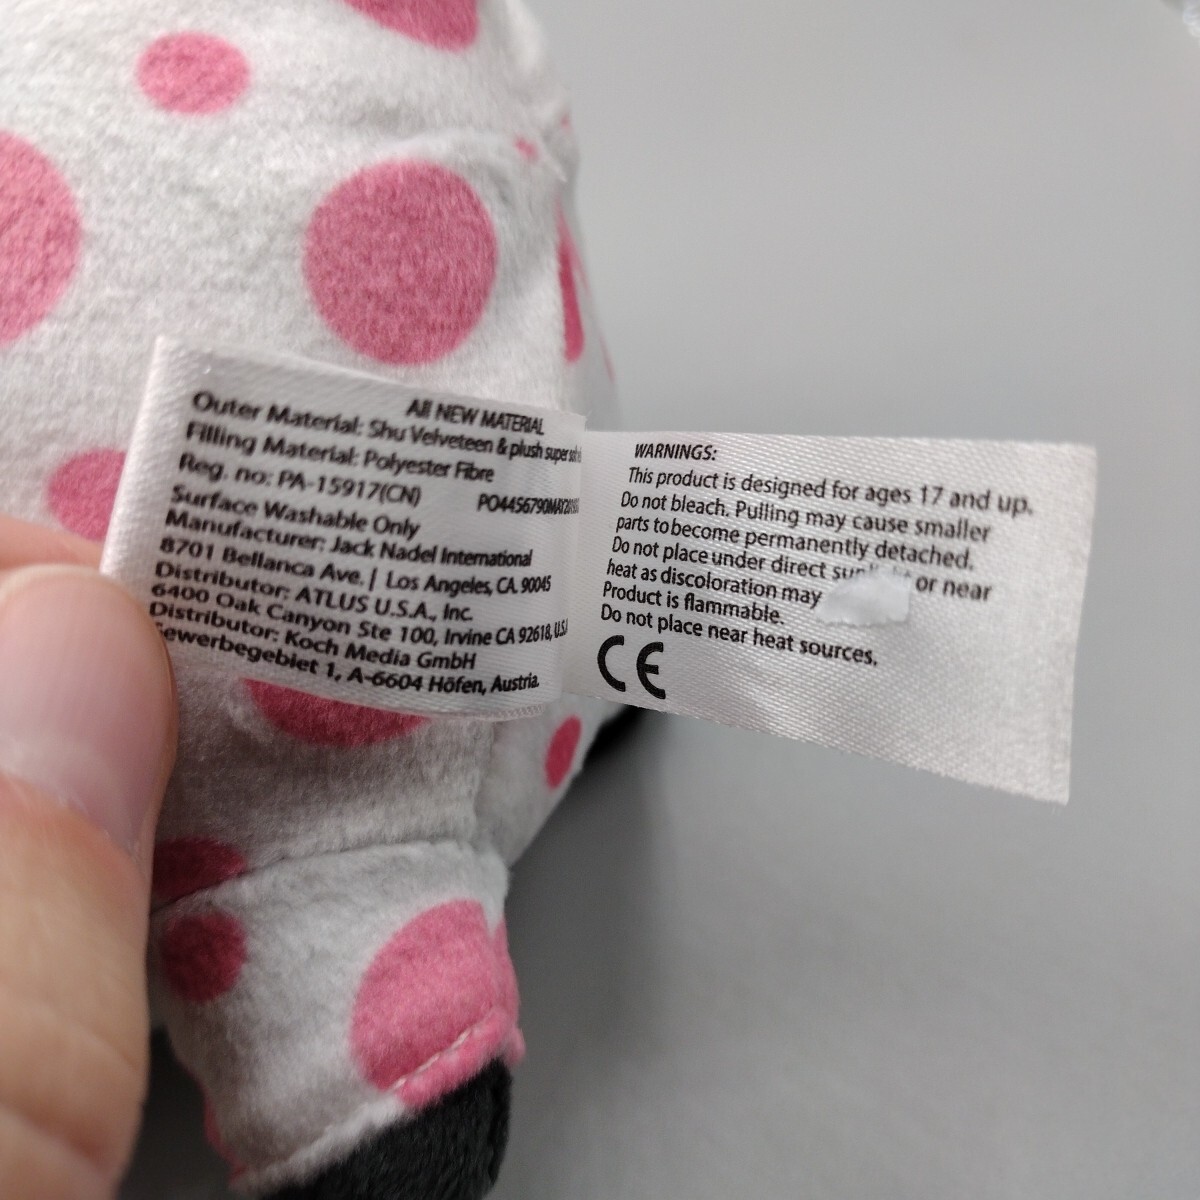 All NEW MATERIAL
Outer Material: Shu Velveteen & plush super soft
Filling Material: Polyester Fibre
Reg. no: PA-15917(CN)
Surface Washable Only
Manufacturer: Jack Nadel International
8701 Bellanca Ave. | Los Angeles, CA. 90045
Distributor: ATLUS U.S.A., Inc.
6400 Oak Canyon Ste 100, Irvine CA 92618, U.S.A
Distributor: Koch Media GmbH
Gewerbegebiet 1, A-6604 Höfen, Austria.
WARNINGS:
This product is designed for ages 17 and up.
Do not bleach. Pulling may cause smaller
parts to become permanently detached.
Do not place under direct sunlight or near
heat as discoloration may
Product is flammable.
Do not place near heat sources.
CE